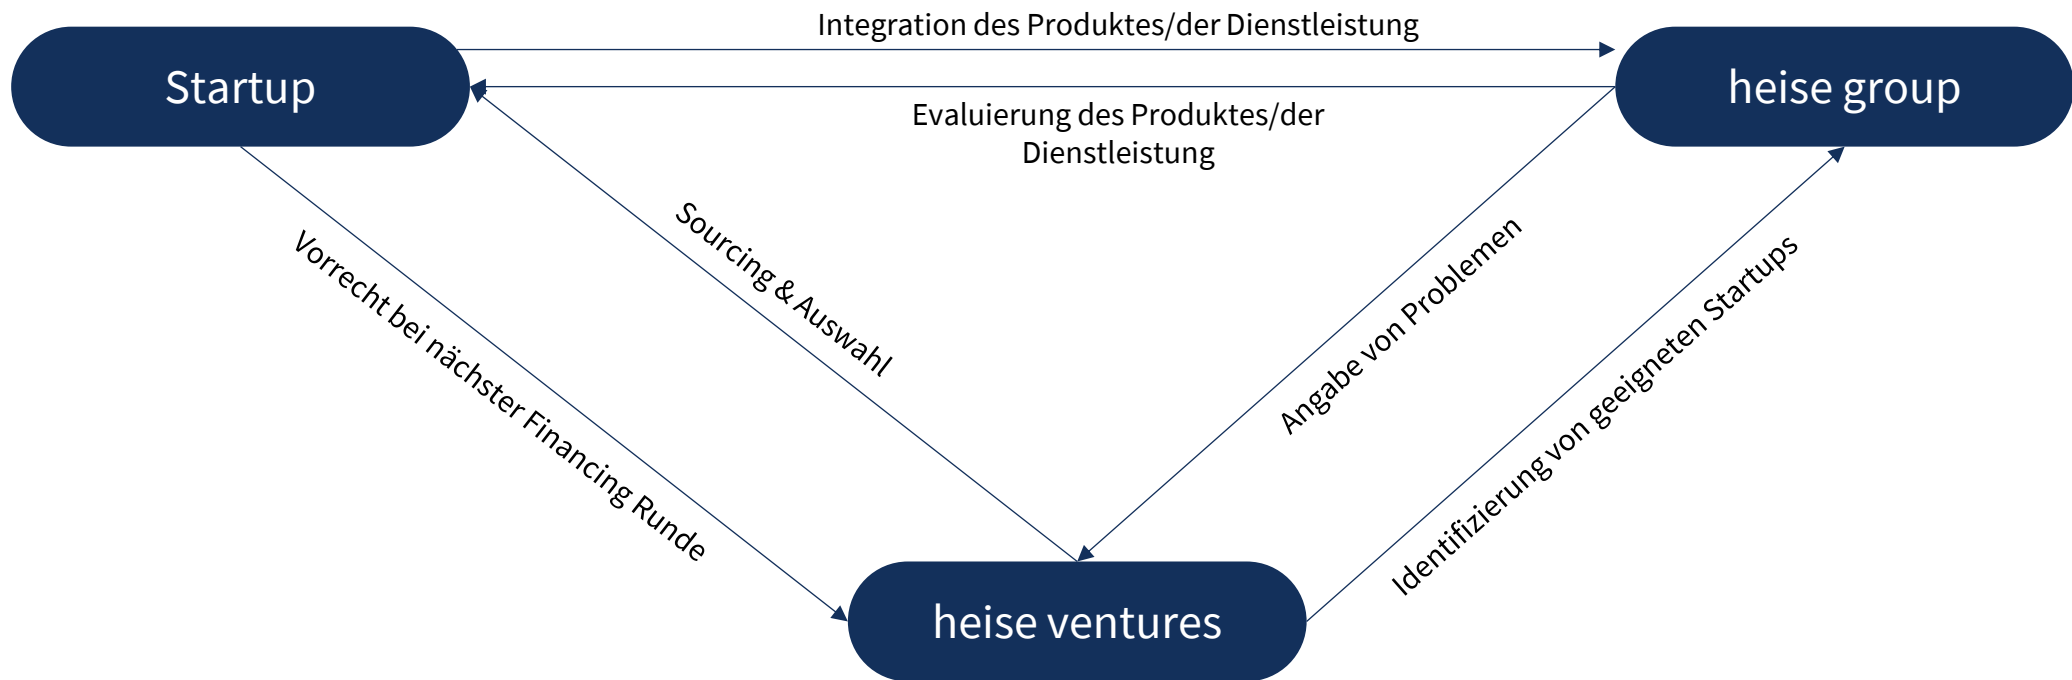 Integration des Produktes/der Dienstleistung
Startup
heise group
Evaluierung des Produktes/der
Dienstleistung
Sourcing & Auswahl
Vorrecht bei nächster Financing Runde
Angabe von Problemen
Identifizierung von geeigneten Startups
heise ventures